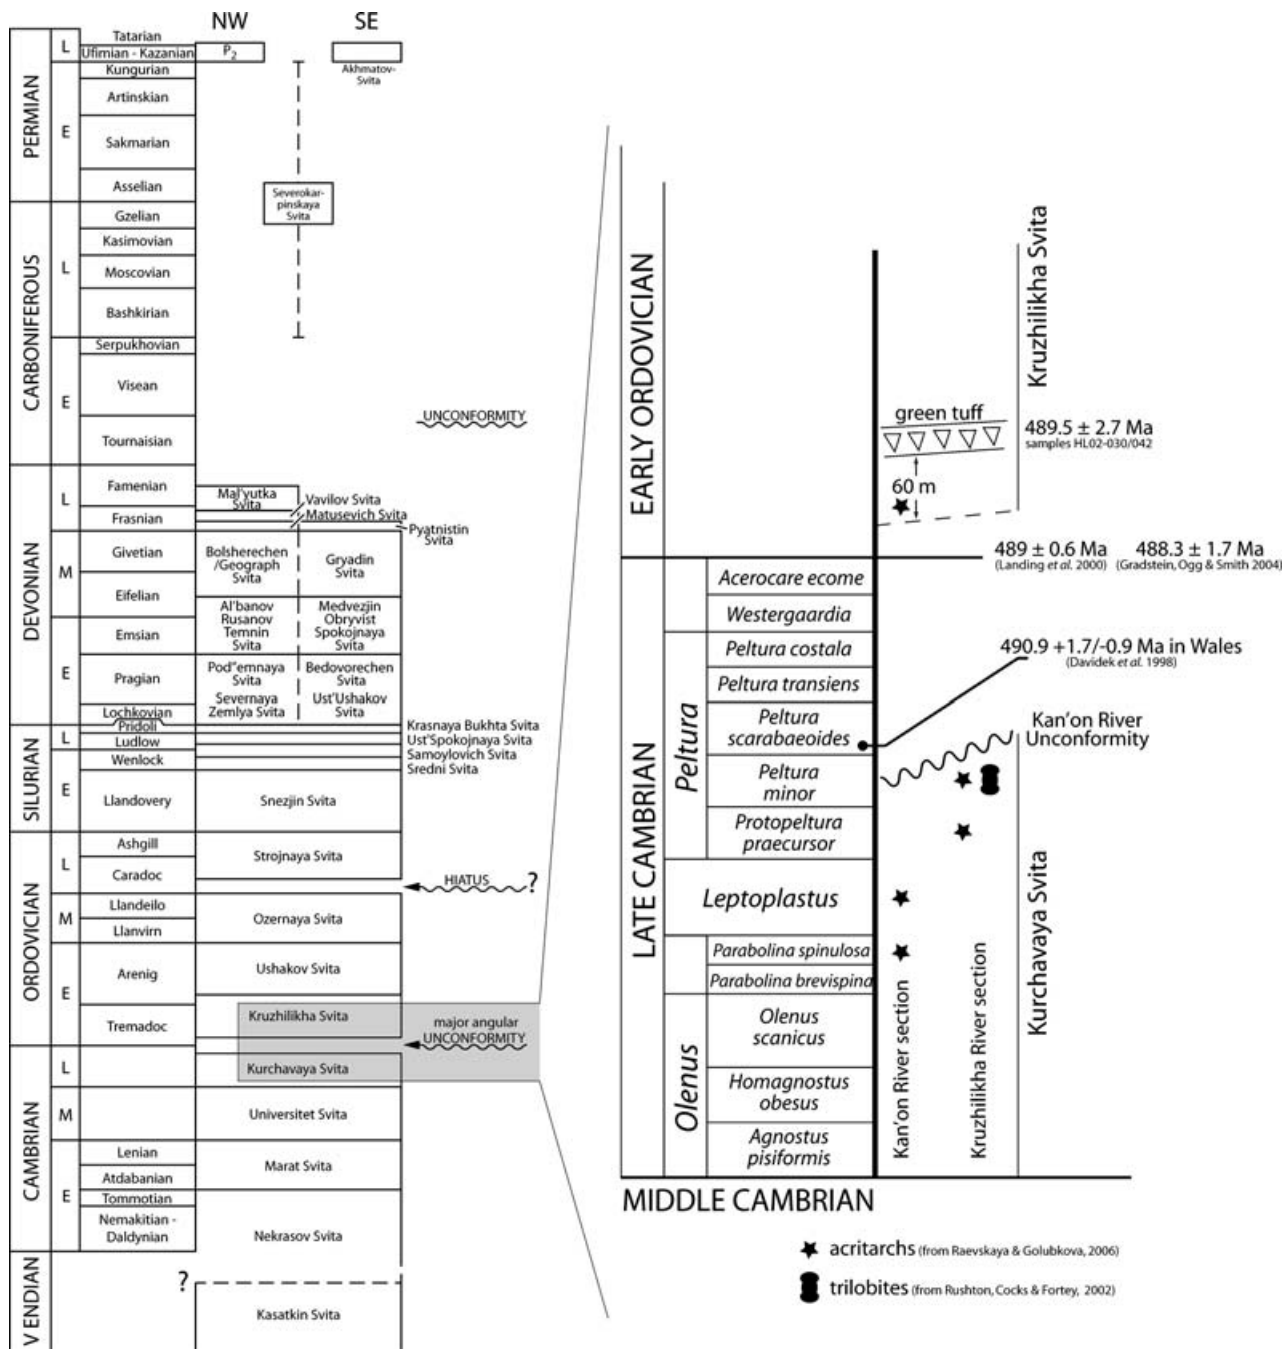 NW
SE
PERMIAN
L
Tatarian
Ufimian - Kazanian
P2
Akhmatov-
Svita
E
Kungurian
Artinskian
Sakmarian
Asselian
Severokar-
pinskaya
Svita
CARBONIFEROUS
L
Gzelian
Kasimovian
Moscovian
Bashkirian
E
Serpukhovian
Visean
Tournaisian
UNCONFORMITY
DEVONIAN
L
Famenian
Frasnian
Mal'yutka
Svita
Vavilov Svita
Matusevich Svita
Pyatnistin
Svita
M
Givetian
Eifelian
Bolsherechen
/Geograph
Svita
Gryadin
Svita
E
Emsian
Pragian
Lochkovian
Al'banov
Rusanov
Temnin
Svita
Medvezjin
Obryvist
Spokojnaya
Svita
Pod"emnaya
Svita
Severnaya
Zemlya Svita
Bedovorechen
Svita
Ust'Ushakov
Svita
SILURIAN
L
Pridoli
Ludlow
E
Wenlock
Llandovery
Krasnaya Bukhta Svita
Ust'Spokojnaya Svita
Samoylovich Svita
Sredni Svita
Snezjin Svita
ORDOVICIAN
L
Ashgill
Caradoc
Strojnaya Svita
HIATUS
?
M
Llandeilo
Llanvirn
Ozernaya Svita
E
Arenig
Tremadoc
Ushakov Svita
Kruzhilikha Svita
major angular
UNCONFORMITY
CAMBRIAN
L
Kurchavaya Svita
M
Universitet Svita
E
Lenian
Atdabanian
Tommotian
Nemakitian -
Daldynian
Marat Svita
Nekrasov Svita
VENDIAN
?
Kasatkin Svita
EARLY ORDOVICIAN
Kruzhilikha Svita
green tuff
489.5 ± 2.7 Ma
samples HL02-030/042
60 m
489 ± 0.6 Ma
(Landing et al. 2000)
488.3 ± 1.7 Ma
(Gradstein, Ogg & Smith 2004)
LATE CAMBRIAN
Acerocare ecome
Westergaardia
Peltura
Peltura costala
Peltura transiens
Peltura
scarabaeoides
Peltura
minor
Protopeltura
praecursor
490.9 +1.7/-0.9 Ma in Wales
(Davidek et al. 1998)
Kan'on River
Unconformity
Leptoplastus
Parabolina spinulosa
Parabolina brevispina
Olenus
Olenus
scanicus
Homagnostus
obesus
Agnostus
pisiformis
Kan'on River section
Kruzhilikha River section
Kurchavaya Svita
MIDDLE CAMBRIAN
acritarchs (from Raevskaya & Golubkova, 2006)
trilobites (from Rushton, Cocks & Fortey, 2002)